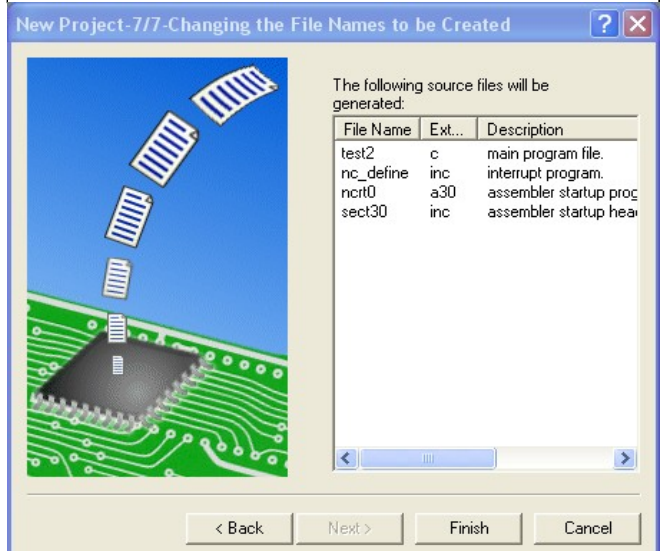 New Project-7/7-Changing the File Names to be Created
The following source files will be
generated:
File Name Ext... Description
test2 c main program file.
nc_define inc interrupt program.
ncrt0 a30 assembler startup prog
sect30 inc assembler startup hea
< Back Next > Finish Cancel